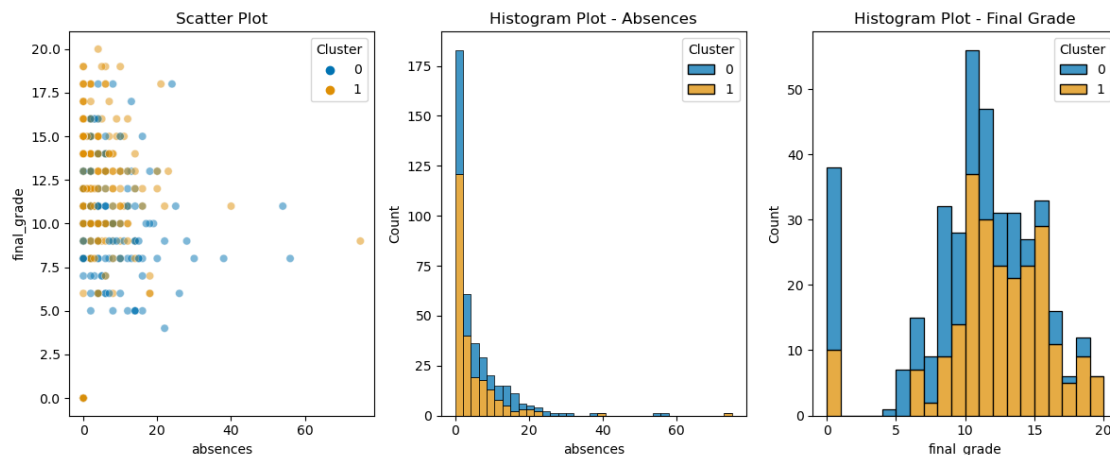 Scatter Plot
Cluster
0
1
20.0
17.5
15.0
12.5
10.0
7.5
5.0
2.5
0.0
final_grade
0 20 40 60
absences
Histogram Plot - Absences
Cluster
0
1
175
150
125
100
75
50
25
0
Count
0 20 40 60
absences
Histogram Plot - Final Grade
Cluster
0
1
50
40
30
20
10
0
Count
0 5 10 15 20
final_grade